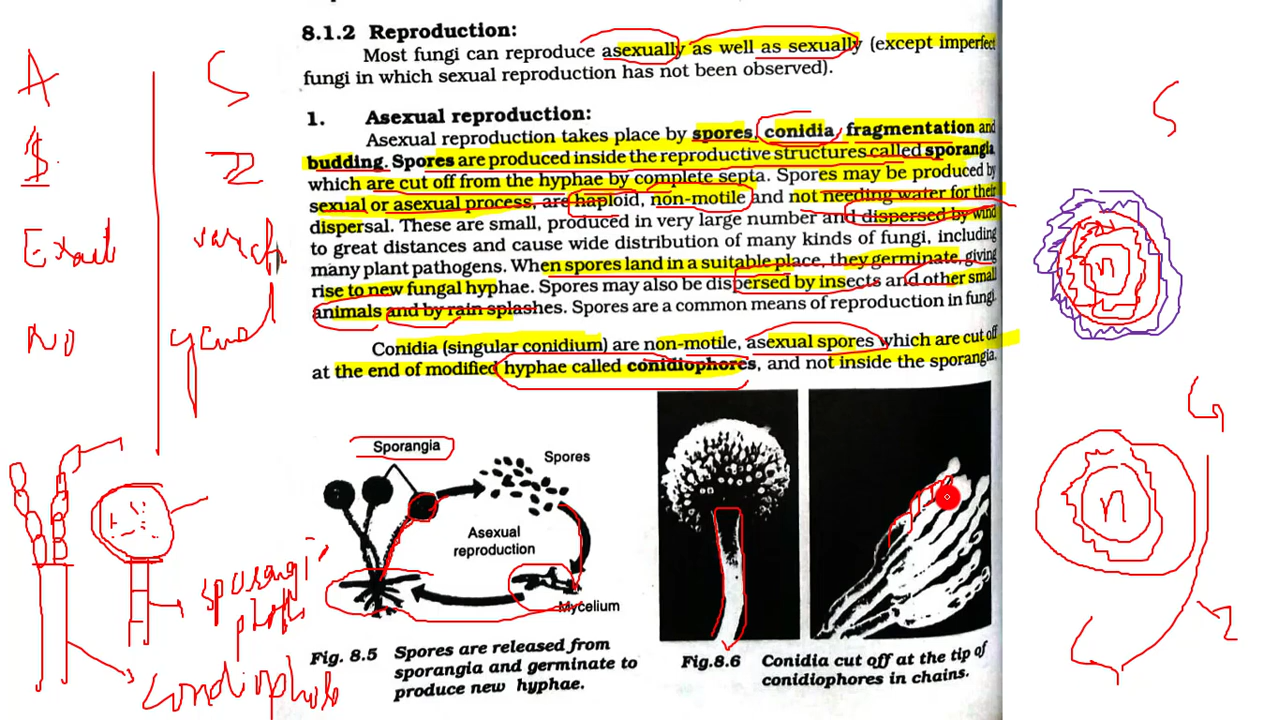 8.1.2 Reproduction:
Most fungi can reproduce asexually as well as sexually (except imperfect
fungi in which sexual reproduction has not been observed).
1. Asexual reproduction:
Asexual reproduction takes place by spores, conidia, fragmentation and
budding. Spores are produced inside the reproductive structures called sporangia,
which are cut off from the hyphae by complete septa. Spores may be produced by
sexual or asexual process, are haploid, non-motile and not needing water for their
dispersal. These are small, produced in very large number and dispersed by wind
to great distances and cause wide distribution of many kinds of fungi, including
many plant pathogens. When spores land in a suitable place, they germinate, giving
rise to new fungal hyphae. Spores may also be dispersed by insects and other small
animals and by rain splashes. Spores are a common means of reproduction in fungi.
Conidia (singular conidium) are non-motile, asexual spores which are cut off
at the end of modified hyphae called conidiophores, and not inside the sporangia.
Sporangia
Spores
Asexual
reproduction
Mycelium
Fig. 8.5 Spores are released from
sporangia and germinate to
produce new hyphae.
Fig.8.6 Conidia cut off at the tip of
conidiophores in chains.
A S
No
n
S
G
n